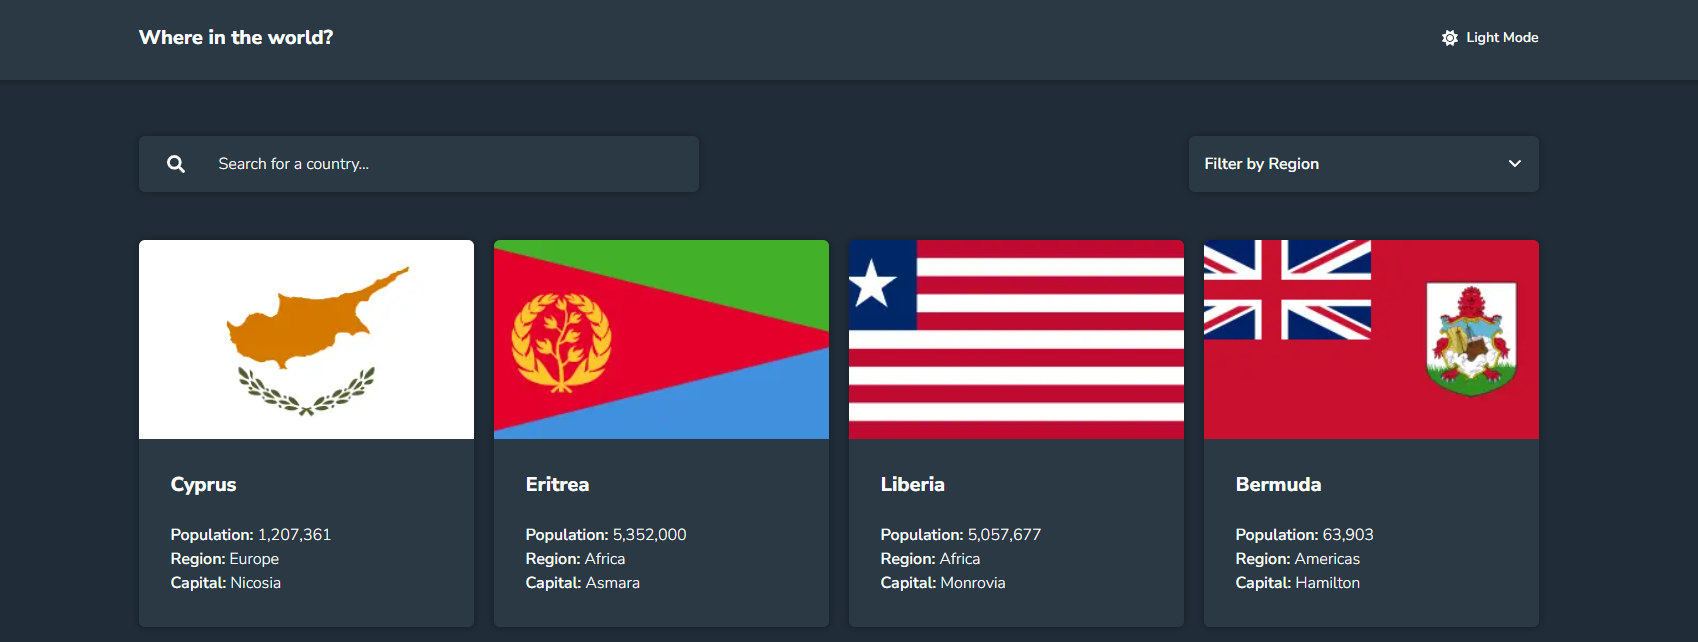 Where in the world?
Light Mode
Search for a country...
Filter by Region
Cyprus
Population: 1,207,361
Region: Europe
Capital: Nicosia
Eritrea
Population: 5,352,000
Region: Africa
Capital: Asmara
Liberia
Population: 5,057,677
Region: Africa
Capital: Monrovia
Bermuda
Population: 63,903
Region: Americas
Capital: Hamilton